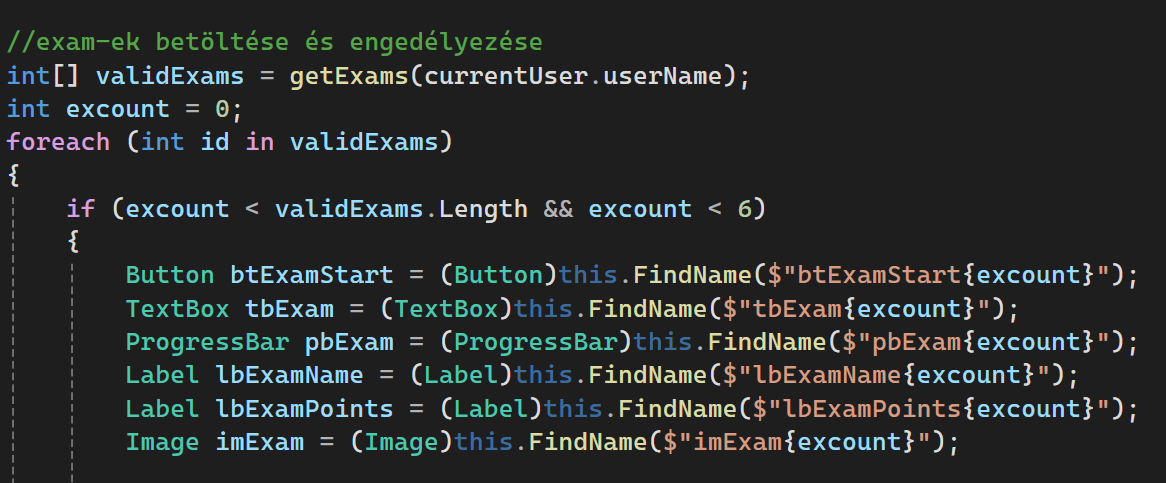 //exam-ek betöltése és engedélyezése
int[] validExams = getExams(currentUser.userName);
int excount = 0;
foreach (int id in validExams)
{
if (excount < validExams.Length && excount < 6)
{
Button btExamStart = (Button)this.FindName($"btExamStart{excount}");
TextBox tbExam = (TextBox)this.FindName($"tbExam{excount}");
ProgressBar pbExam = (ProgressBar)this.FindName($"pbExam{excount}");
Label lbExamName = (Label)this.FindName($"lbExamName{excount}");
Label lbExamPoints = (Label)this.FindName($"lbExamPoints{excount}");
Image imExam = (Image)this.FindName($"imExam{excount}");